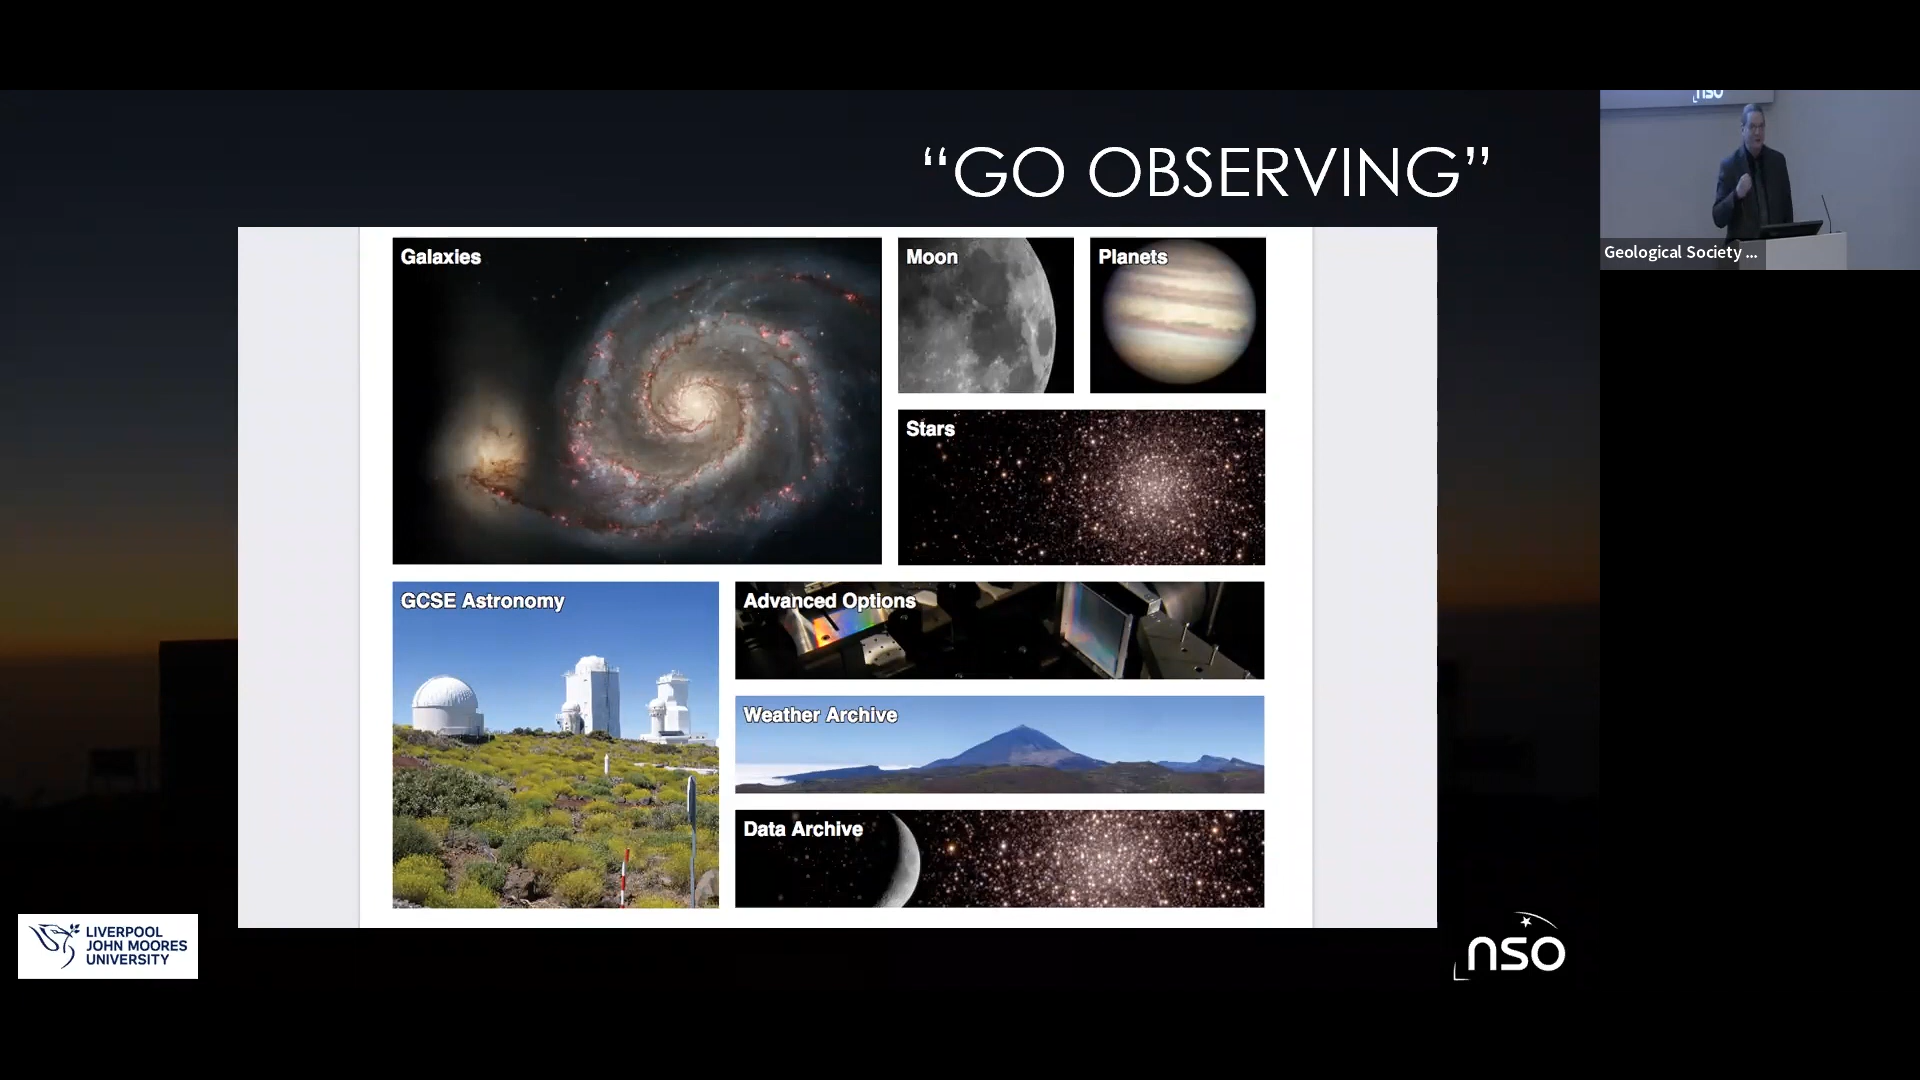 “GO OBSERVING”
Galaxies
Moon
Planets
Stars
GCSE Astronomy
Advanced Options
Weather Archive
Data Archive
LIVERPOOL
JOHN MOORES
UNIVERSITY
nso
nso
Geological Society ...